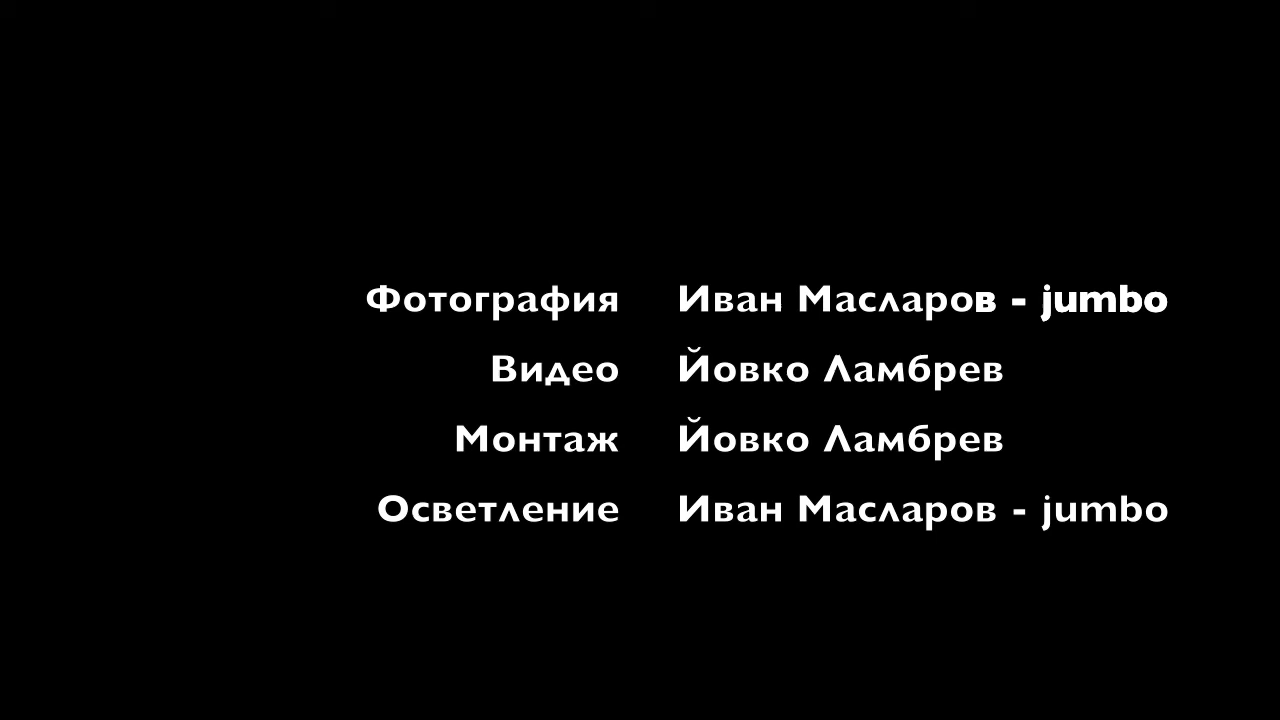 Фотография Иван Масларов - jumbo
Видео Йовко Ламбрев
Монтаж Йовко Ламбрев
Осветление Иван Масларов - jumbo